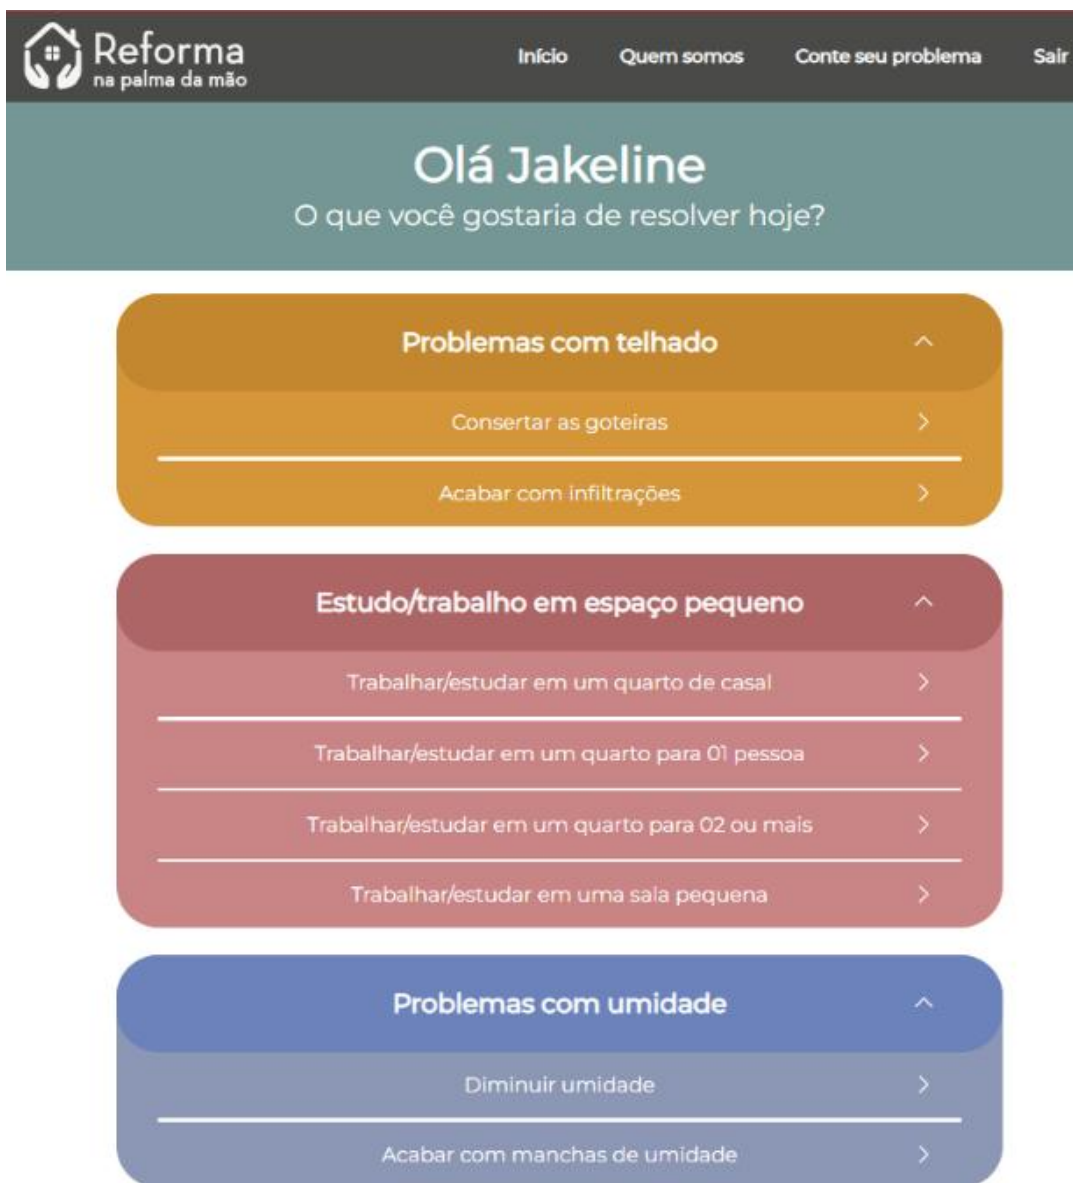 Reforma
na palma da mão
Início Quem somos Conte seu problema Sair
Olá Jakeline
O que você gostaria de resolver hoje?
Problemas com telhado
Consertar as goteiras
Acabar com infiltrações
Estudo/trabalho em espaço pequeno
Trabalhar/estudar em um quarto de casal
Trabalhar/estudar em um quarto para 01 pessoa
Trabalhar/estudar em um quarto para 02 ou mais
Trabalhar/estudar em uma sala pequena
Problemas com umidade
Diminuir umidade
Acabar com manchas de umidade